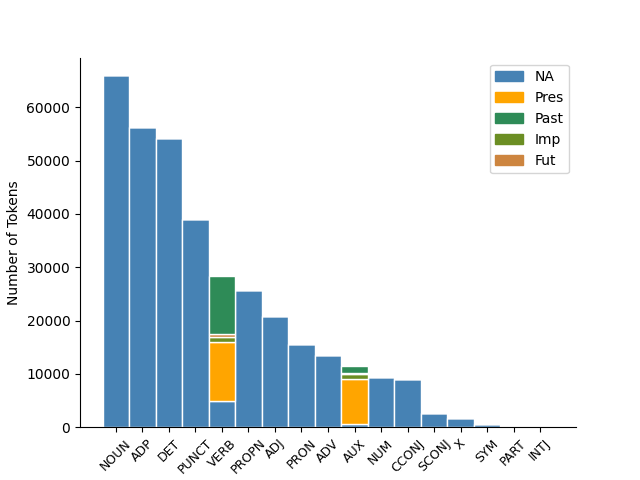 NA
Pres
Past
Imp
Fut
Number of Tokens
60000
50000
40000
30000
20000
10000
0
NOUN
ADP
DET
PUNCT
VERB
PROPN
ADJ
PRON
ADV
AUX
NUM
CCONJ
SCONJ
X
SYM
PART
INTJ